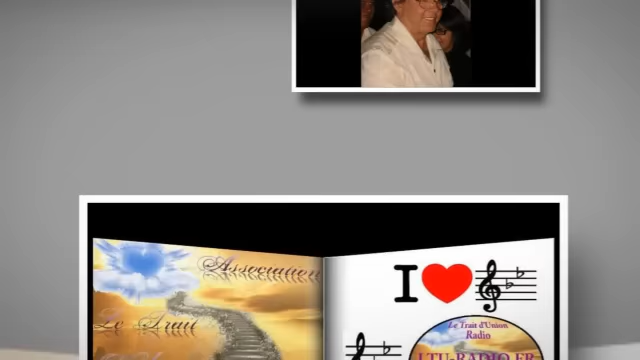 Association
Le Trait
I
Le Trait d'Union
Radio
LTU-RADIO.FR